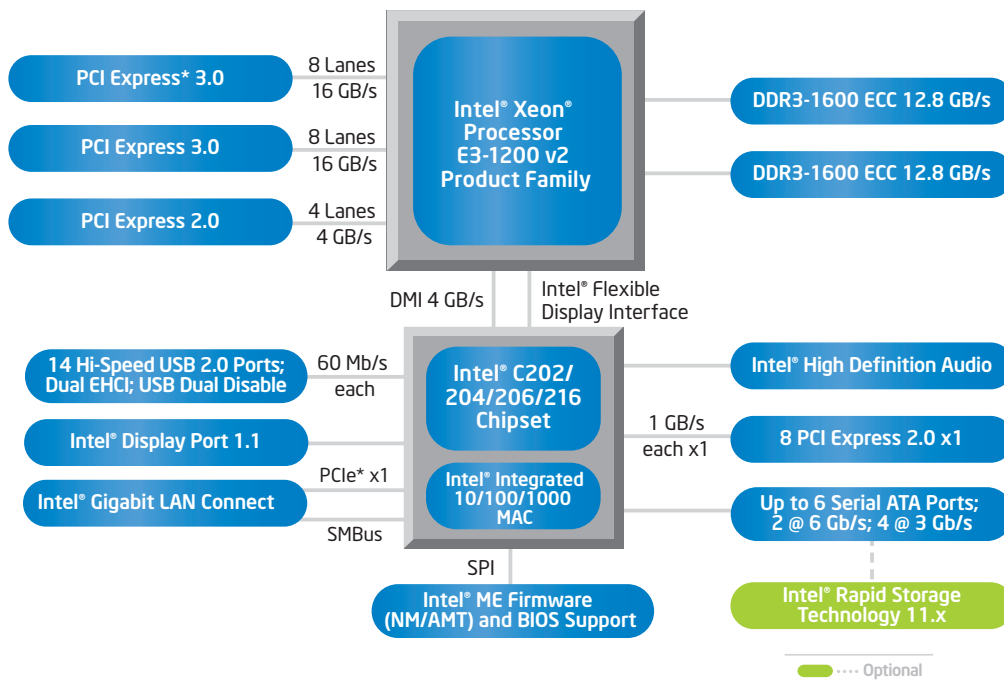 PCI Express* 3.0
8 Lanes
16 GB/s
PCI Express 3.0
8 Lanes
16 GB/s
PCI Express 2.0
4 Lanes
4 GB/s
Intel® Xeon®
Processor
E3-1200 v2
Product Family
DDR3-1600 ECC 12.8 GB/s
DDR3-1600 ECC 12.8 GB/s
DMI 4 GB/s
Intel® Flexible
Display Interface
14 Hi-Speed USB 2.0 Ports;
Dual EHCI; USB Dual Disable
60 Mb/s
each
Intel® Display Port 1.1
Intel® Gigabit LAN Connect
PCIe* x1
SMBus
Intel® C202/
204/206/216
Chipset
Intel® Integrated
10/100/1000
MAC
Intel® High Definition Audio
1 GB/s
each x1
8 PCI Express 2.0 x1
Up to 6 Serial ATA Ports;
2 @ 6 Gb/s; 4 @ 3 Gb/s
SPI
Intel® ME Firmware
(NM/AMT) and BIOS Support
Intel® Rapid Storage
Technology 11.x
Optional